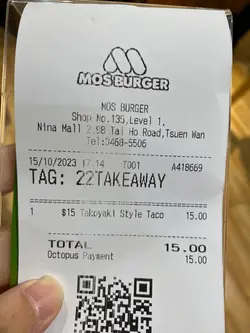 MOS BURGER
MOS BURGER
Shop No.135,Level 1,
Nina Mall 2.98 Tai Ho Road,Tsuen Wan
Tel:3468-5506
15/10/2023 17:14 T001 A418669
TAG: 22TAKEAWAY
1 $15 Takoyaki Style Taco 15.00
TOTAL 15.00
Octopus Payment 15.00